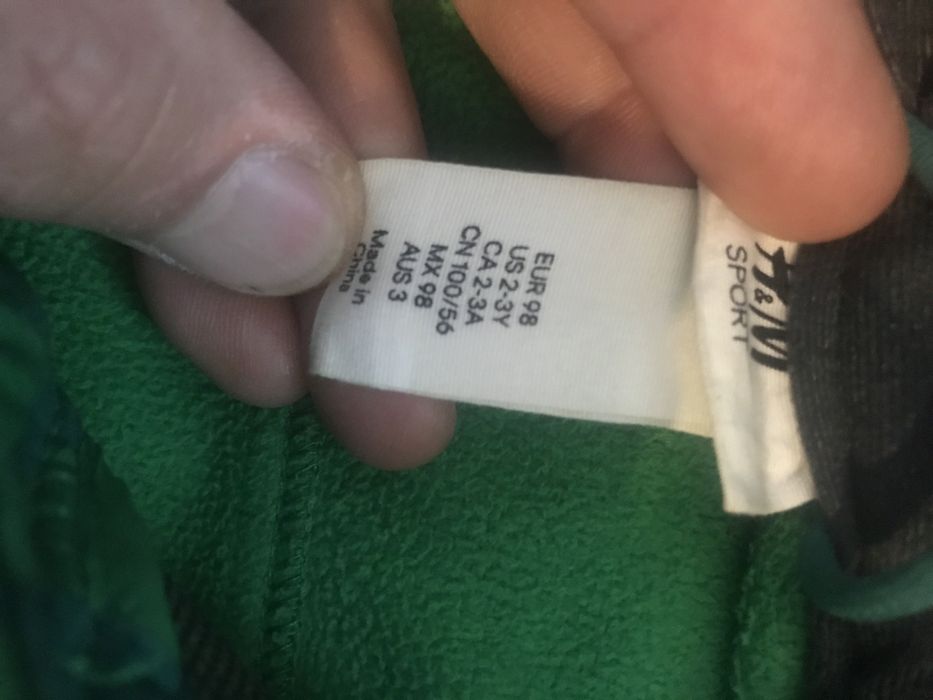 H&M
SPORT
EUR 98
US 2-3Y
CA 2-3A
CN 100/56
MX 98
AUS 3
Made in
China